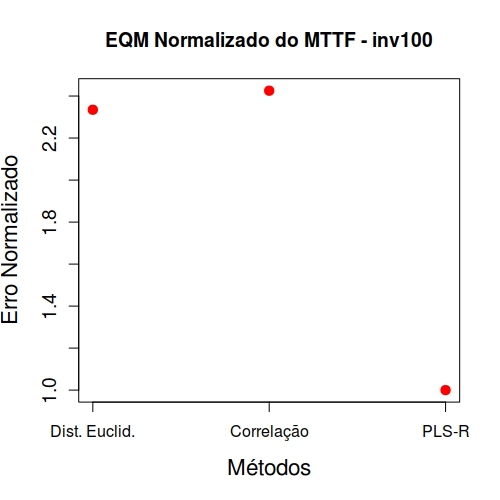 EQM Normalizado do MTTF - inv100
Erro Normalizado
2.2
1.8
1.4
1.0
Dist. Euclid.
Correlação
PLS-R
Métodos